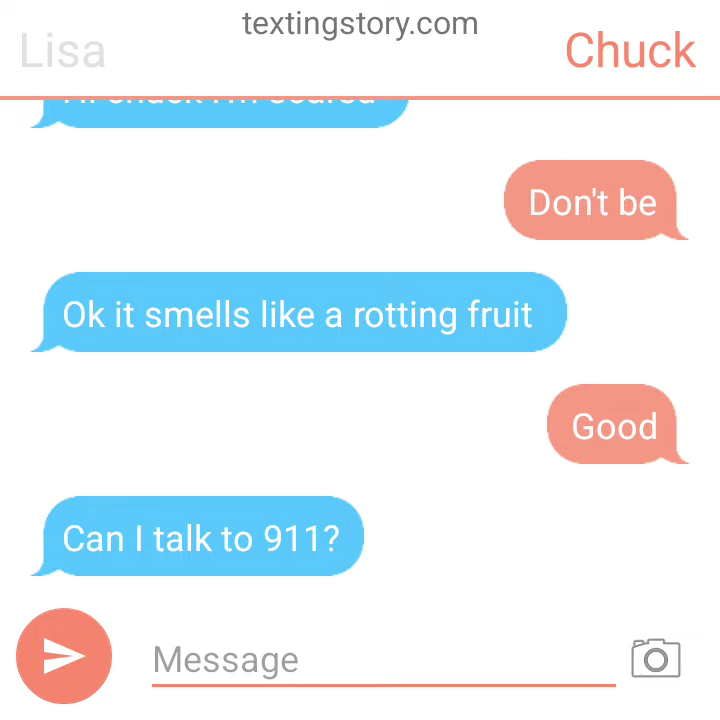 textingstory.com
Lisa
Chuck
Don't be
Ok it smells like a rotting fruit
Good
Can I talk to 911?
Message